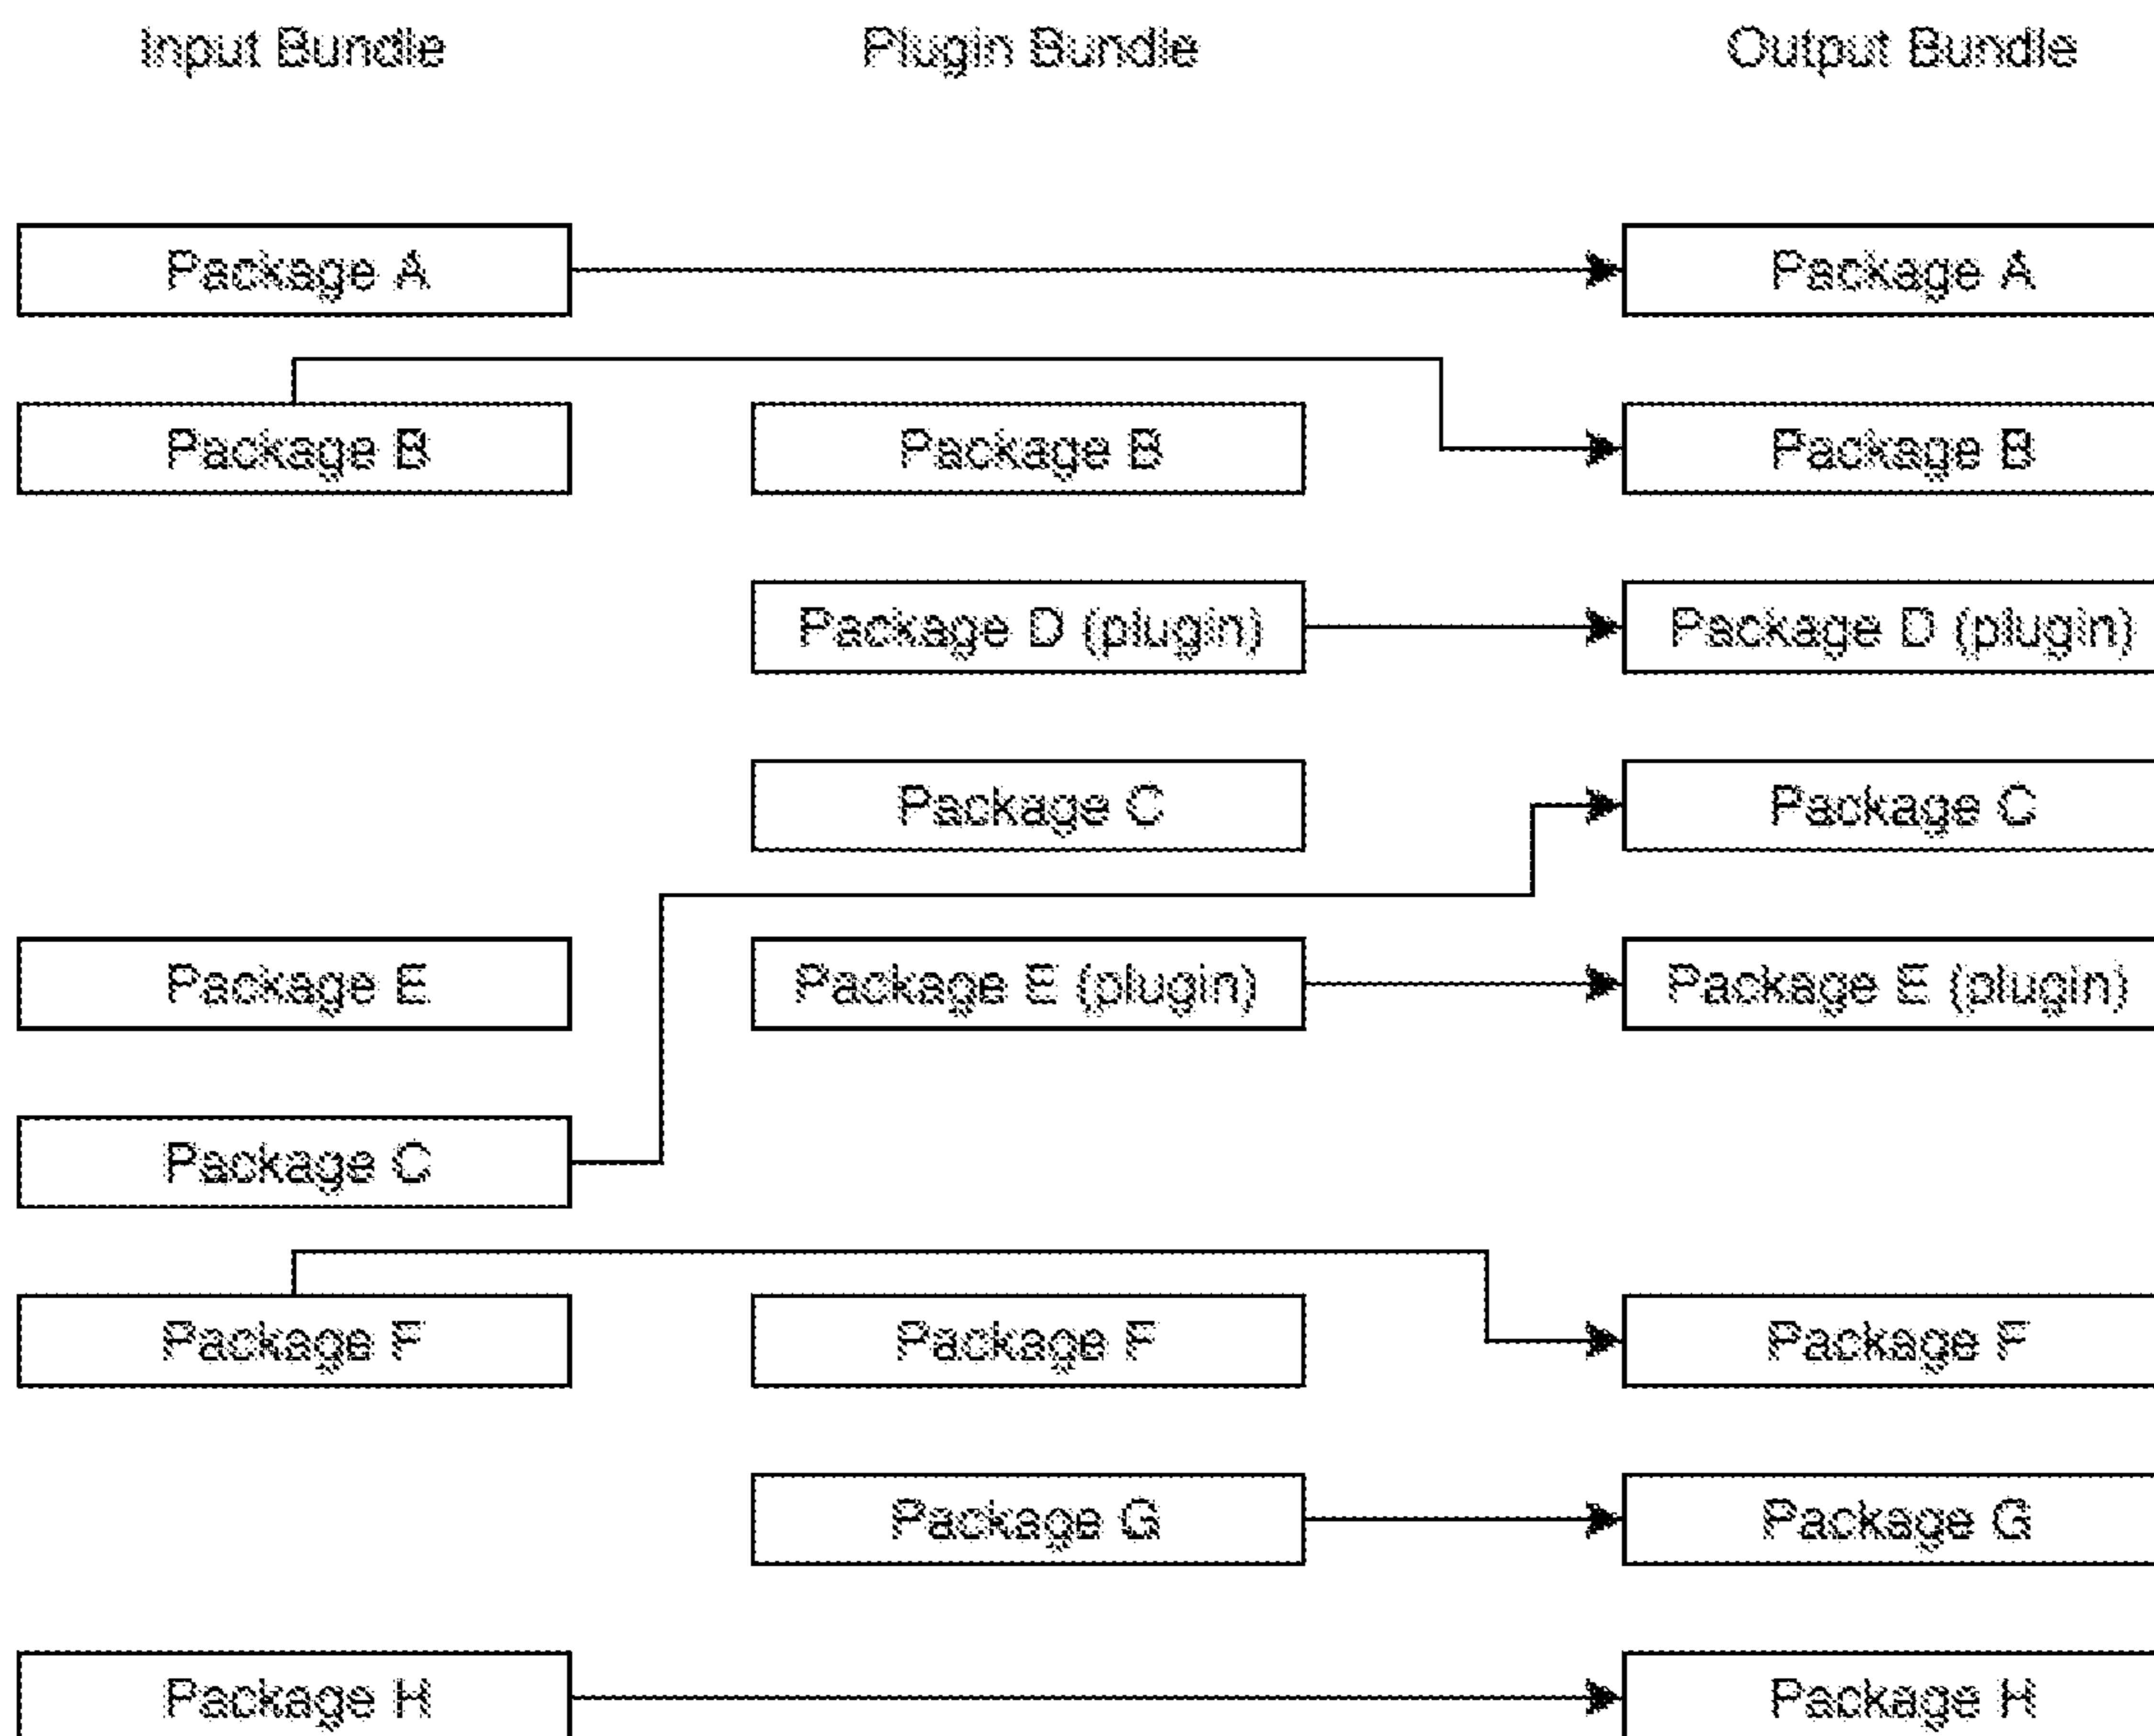 Input Bundle Plugin Bundle Output Bundle
Package A Package A
Package B Package B Package B
Package D (plugin) Package D (plugin)
Package C Package C
Package E Package E (plugin) Package E (plugin)
Package C
Package F Package F Package F
Package G Package G
Package H Package H